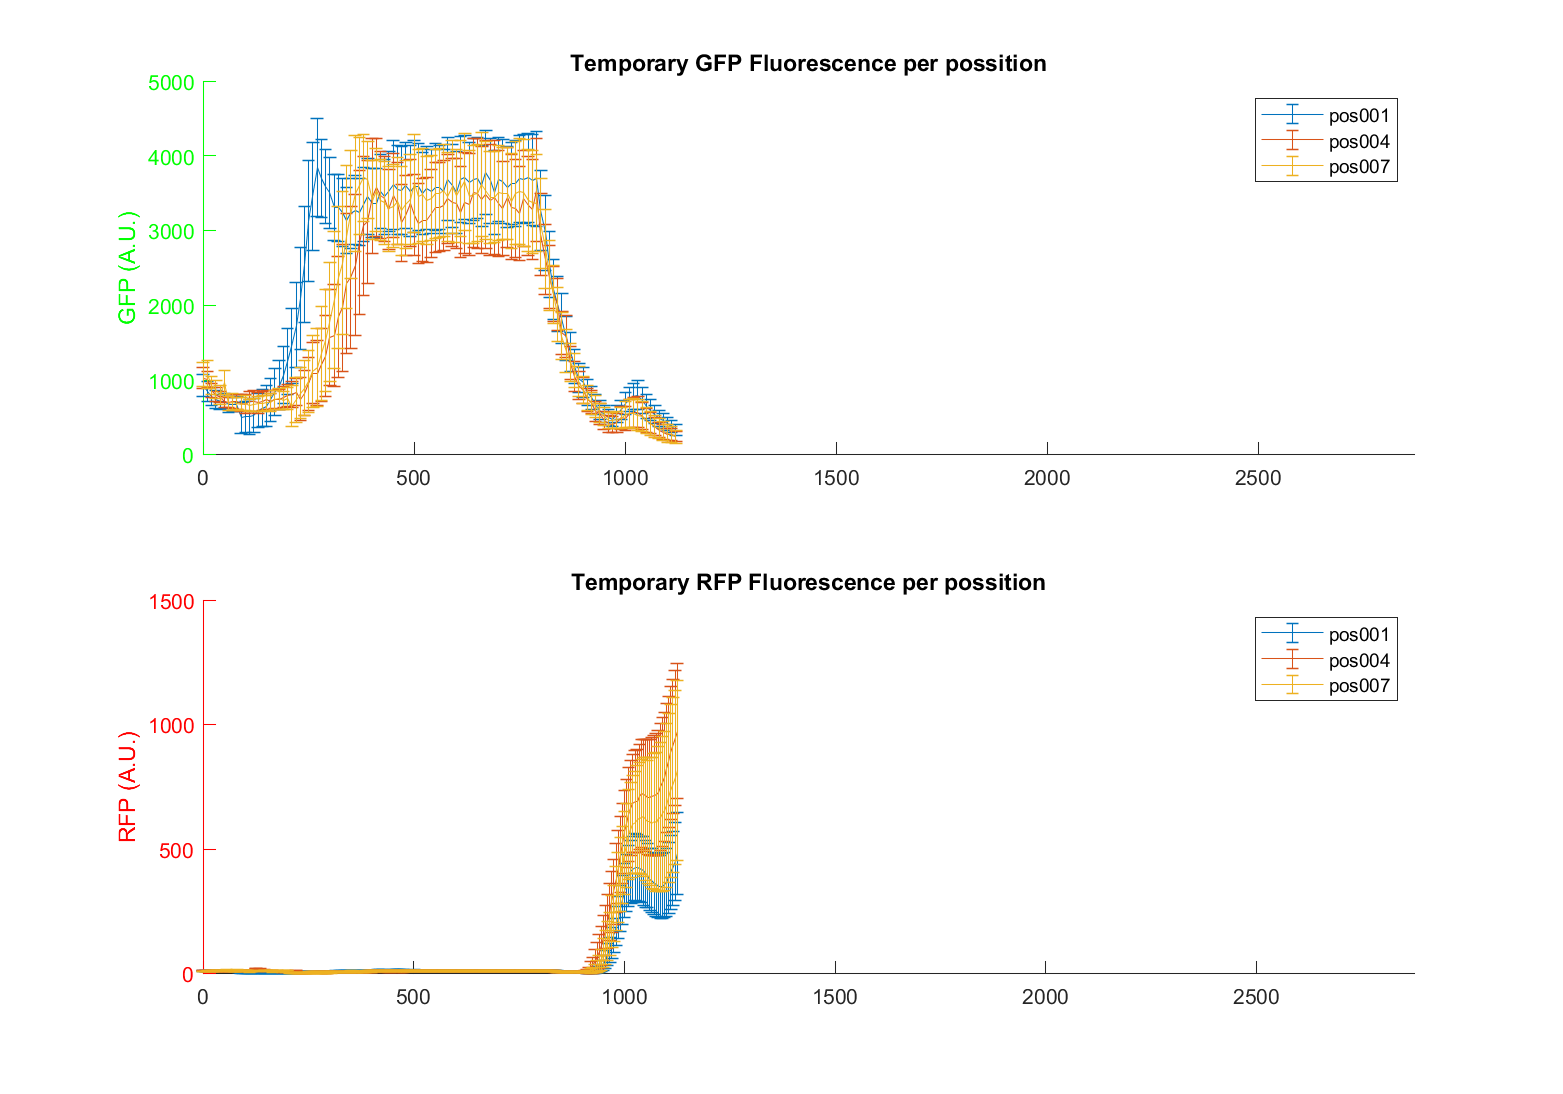 Temporary GFP Fluorescence per possition
GFP (A.U.)
5000
4000
3000
2000
1000
0
0 500 1000 1500 2000 2500
pos001
pos004
pos007
Temporary RFP Fluorescence per possition
RFP (A.U.)
1500
1000
500
0
0 500 1000 1500 2000 2500
pos001
pos004
pos007